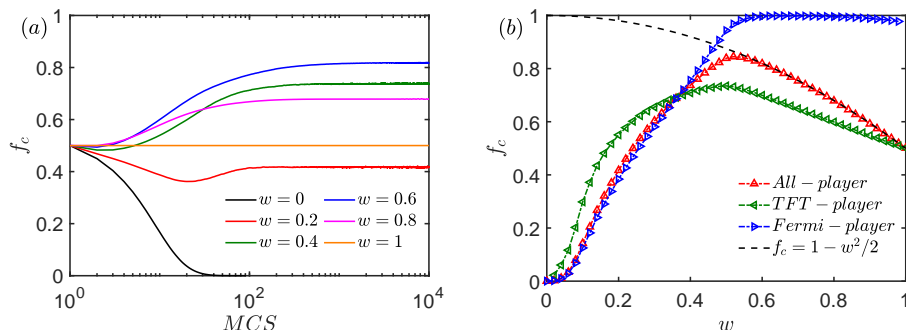 (a)
f_c
1
0.8
0.6
0.4
0.2
0
w = 0
w = 0.2
w = 0.4
w = 0.6
w = 0.8
w = 1
10^0
10^2
10^4
MCS
(b)
f_c
1
0.8
0.6
0.4
0.2
0
All − player
TFT − player
Fermi − player
f_c = 1 − w^2/2
0
0.2
0.4
0.6
0.8
1
w